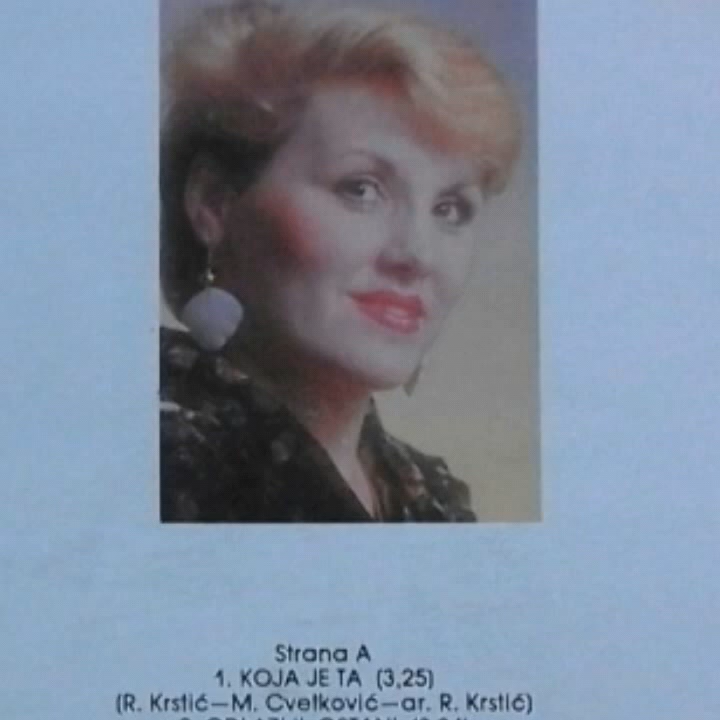 Strana A
1. KOJA JE TA (3,25)
(R. Krstić—M. Cvetković—ar. R. Krstić)